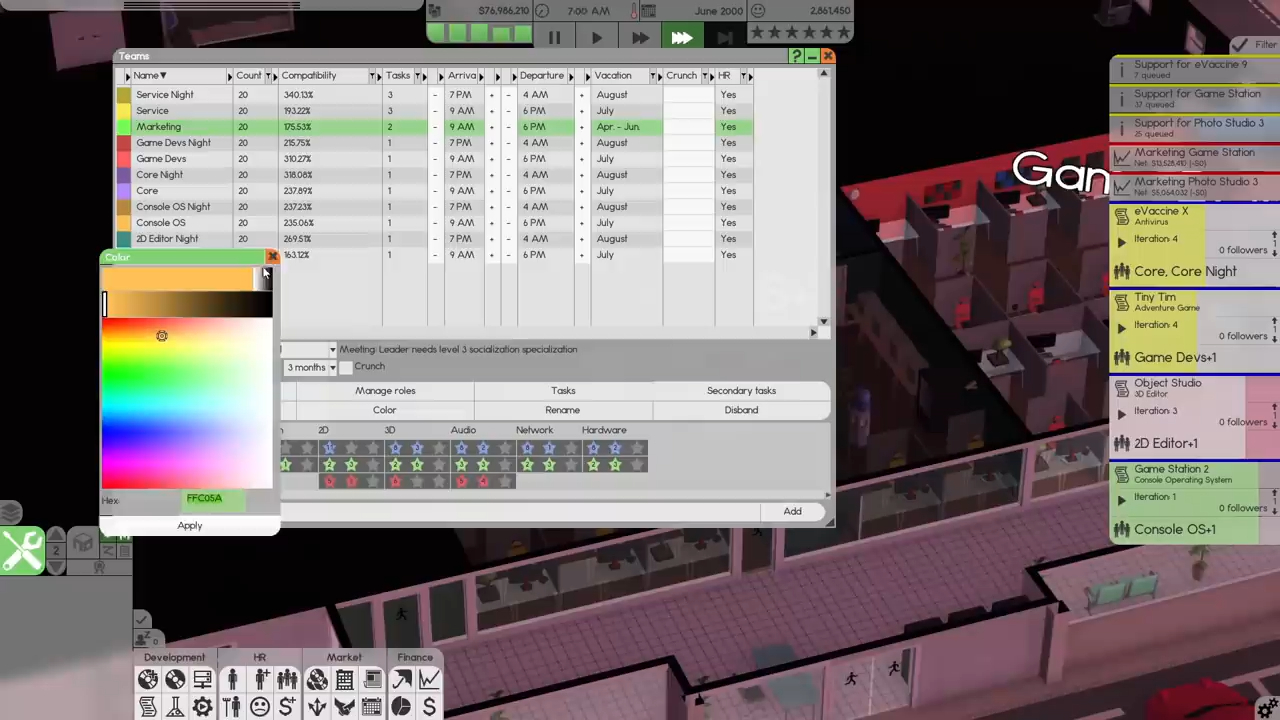 $76,986,210 7:00 AM June 2000 2,861,450
Filter
Teams
Name Count Compatibility Tasks Arriva Departure Vacation Crunch HR
Service Night 20 340.13% 3 - 7 PM + - 4 AM + August Yes
Service 20 193.22% 3 - 9 AM + - 6 PM + July Yes
Marketing 20 175.53% 2 - 9 AM + - 6 PM + Apr. - Jun. Yes
Game Devs Night 20 215.75% 1 - 7 PM + - 4 AM + August Yes
Game Devs 20 310.27% 1 - 9 AM + - 6 PM + July Yes
Core Night 20 318.08% 1 - 7 PM + - 4 AM + August Yes
Core 20 237.89% 1 - 9 AM + - 6 PM + July Yes
Console OS Night 20 237.23% 1 - 7 PM + - 4 AM + August Yes
Console OS 20 235.06% 1 - 9 AM + - 6 PM + July Yes
2D Editor Night 20 269.51% 1 - 7 PM + - 4 AM + August Yes
163.12% 1 - 9 AM + - 6 PM + July Yes
Color
Meeting: Leader needs level 3 socialization specialization
3 months Crunch
Manage roles Tasks Secondary tasks
Color Rename Disband
2D 3D Audio Network Hardware
Hex: FFC05A
Apply
Add
Gan
Support for eVaccine 9
7 queued
Support for Game Station
37 queued
Support for Photo Studio 3
25 queued
Marketing Game Station
Net: $13,528,410 (-$0)
Marketing Photo Studio 3
Net: $5,064,032 (-$0)
eVaccine X
Antivirus
Iteration: 4
0 followers
Core, Core Night
Tiny Tim
Adventure Game
Iteration: 4
0 followers
Game Devs+1
Object Studio
3D Editor
Iteration: 3
0 followers
2D Editor+1
Game Station 2
Console Operating System
Iteration: 1
0 followers
Console OS+1
2
Development HR Market Finance